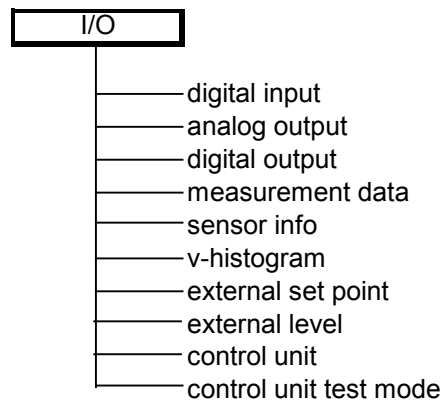 I/O
digital input
analog output
digital output
measurement data
sensor info
v-histogram
external set point
external level
control unit
control unit test mode